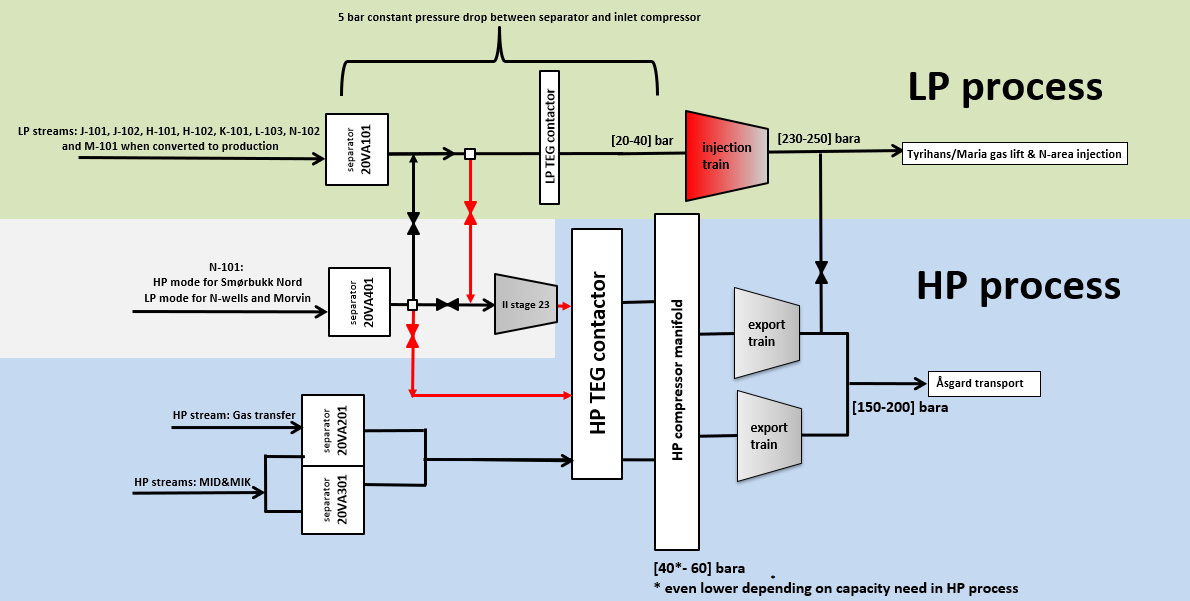 5 bar constant pressure drop between separator and inlet compressor
LP process
LP streams: J-101, J-102, H-101, H-102, K-101, L-103, N-102
and M-101 when converted to production
separator
20VA101
LP TEG contactor
[20-40] bar
injection
train
[230-250] bara
Tyrihans/Maria gas lift & N-area injection
N-101:
HP mode for Smørbukk Nord
LP mode for N-wells and Morvin
separator
20VA401
II stage 23
HP TEG contactor
HP compressor manifold
HP process
export
train
Åsgard transport
[150-200] bara
export
train
HP stream: Gas transfer
separator
20VA201
HP streams: MID&MIK
separator
20VA301
[40*- 60] bara
* even lower depending on capacity need in HP process